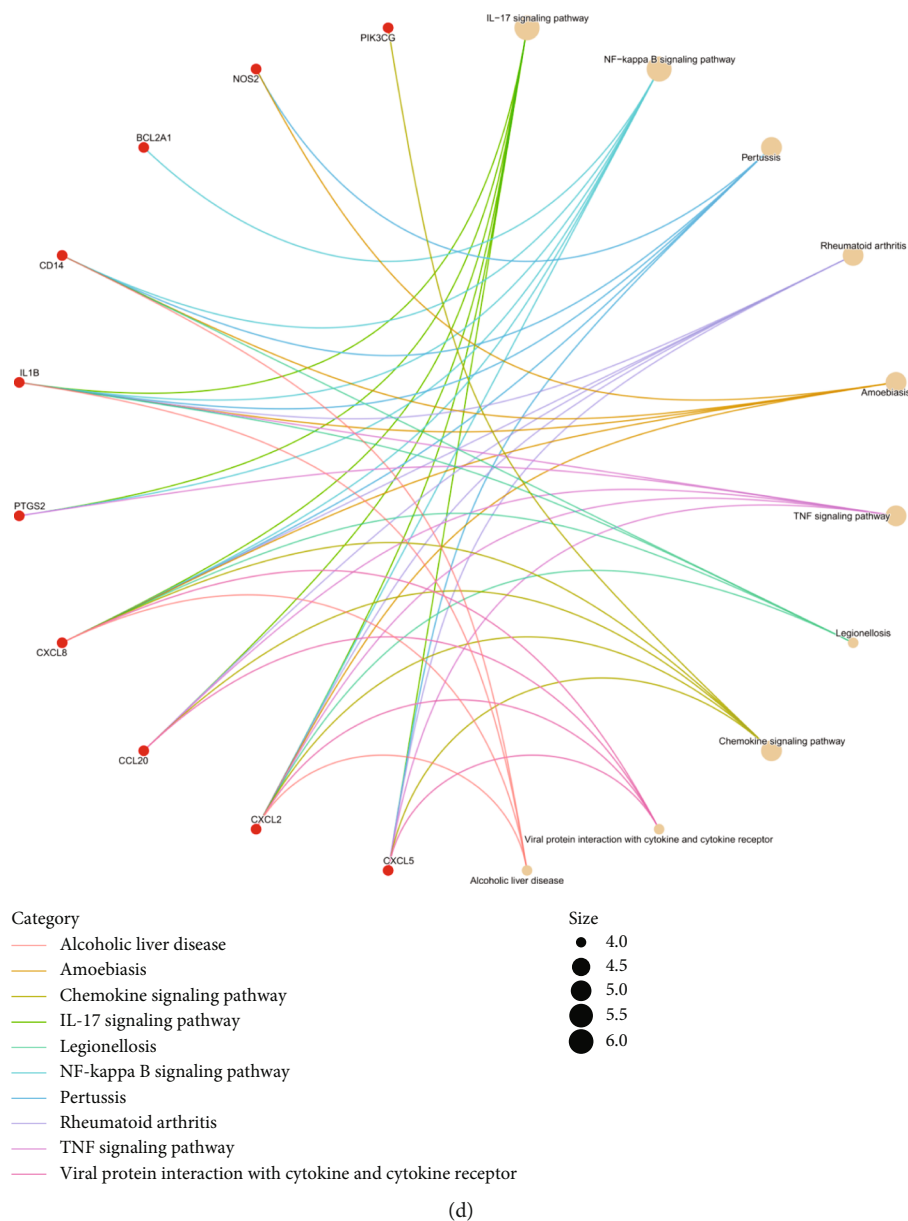 IL-17 signaling pathway
PIK3CG
NF-kappa B signaling pathway
NOS2
BCL2A1
Pertussis
Rheumatoid arthritis
CD14
IL1B
Amoebiasis
PTGS2
TNF signaling pathway
Legionellosis
CXCL8
Chemokine signaling pathway
CCL20
CXCL2
Viral protein interaction with cytokine and cytokine receptor
CXCL5
Alcoholic liver disease
Category
Alcoholic liver disease
Amoebiasis
Chemokine signaling pathway
IL-17 signaling pathway
Legionellosis
NF-kappa B signaling pathway
Pertussis
Rheumatoid arthritis
TNF signaling pathway
Viral protein interaction with cytokine and cytokine receptor
Size
4.0
4.5
5.0
5.5
6.0
(d)